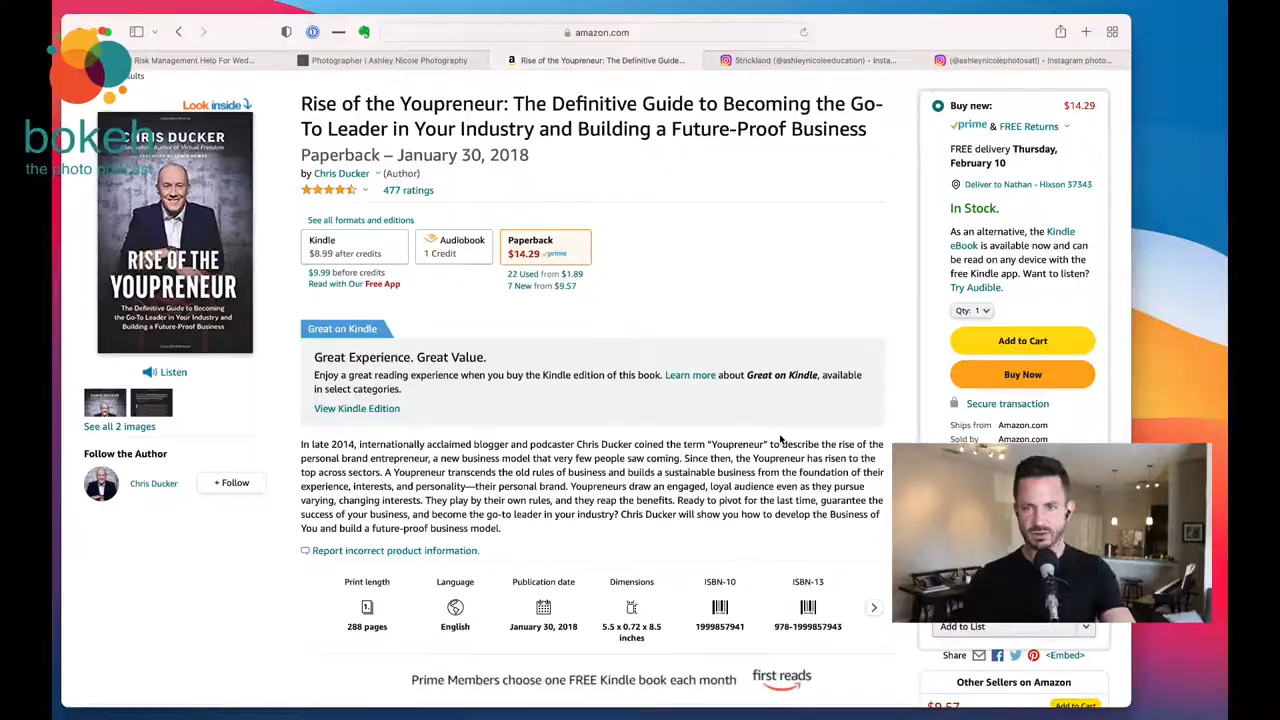 amazon.com
Risk Management Help For Wed...
Photographer | Ashley Nicole Photography
Rise of the Youpreneur: The Definitive Guide...
Strickland (@ashleynicoleeducation) • Insta...
(@ashleynicolephotosatl) • Instagram photo...
bokeh
the photo podcast
Look inside
CHRIS DUCKER
RISE OF THE
YOUPRENEUR
The Definitive Guide to Becoming
the Go-To Leader in Your Industry and
Building a Future-Proof Business
Listen
See all 2 images
Follow the Author
Chris Ducker
+ Follow
Rise of the Youpreneur: The Definitive Guide to Becoming the Go-
To Leader in Your Industry and Building a Future-Proof Business
Paperback – January 30, 2018
by Chris Ducker (Author)
477 ratings
See all formats and editions
Kindle
$8.99 after credits
Audiobook
1 Credit
Paperback
$14.29 prime
$9.99 before credits
Read with Our Free App
22 Used from $1.89
7 New from $9.57
Great on Kindle
Great Experience. Great Value.
Enjoy a great reading experience when you buy the Kindle edition of this book. Learn more about Great on Kindle, available
in select categories.
View Kindle Edition
In late 2014, internationally acclaimed blogger and podcaster Chris Ducker coined the term “Youpreneur” to describe the rise of the
personal brand entrepreneur, a new business model that very few people saw coming. Since then, the Youpreneur has risen to the
top across sectors. A Youpreneur transcends the old rules of business and builds a sustainable business from the foundation of their
experience, interests, and personality—their personal brand. Youpreneurs draw an engaged, loyal audience even as they pursue
varying, changing interests. They play by their own rules, and they reap the benefits. Ready to pivot for the last time, guarantee the
success of your business, and become the go-to leader in your industry? Chris Ducker will show you how to develop the Business of
You and build a future-proof business model.
Report incorrect product information.
Print length
288 pages
Language
English
Publication date
January 30, 2018
Dimensions
5.5 x 0.72 x 8.5
inches
ISBN-10
1999857941
ISBN-13
978-1999857943
Prime Members choose one FREE Kindle book each month
first reads
Buy new:
$14.29
prime & FREE Returns
FREE delivery Thursday,
February 10
Deliver to Nathan - Hixson 37343
In Stock.
As an alternative, the Kindle
eBook is available now and can
be read on any device with the
free Kindle app. Want to listen?
Try Audible.
Qty: 1
Add to Cart
Buy Now
Secure transaction
Ships from Amazon.com
Sold by Amazon.com
Add to List
Share <Embed>
Other Sellers on Amazon
$9.57
Add to Cart